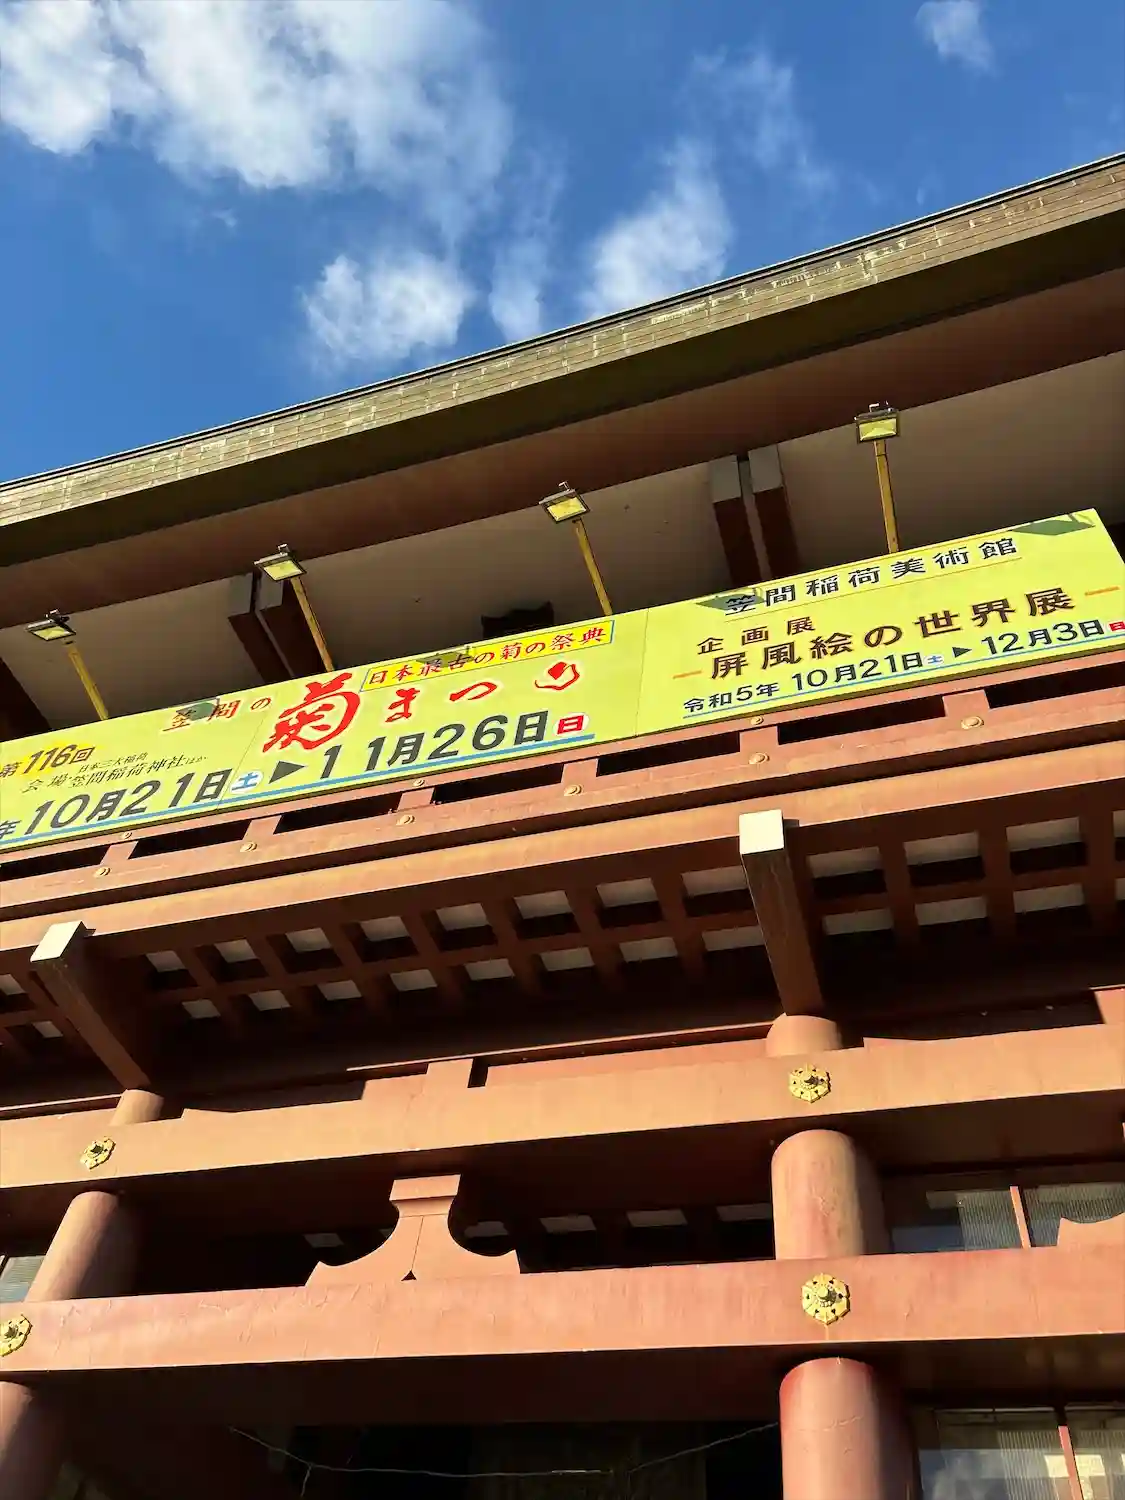 日本最古の菊の祭典
笠間の 菊まつり
第116回
日本三大稲荷
会場 笠間稲荷神社ほか
年10月21日土▶11月26日日
笠間稲荷美術館
企画展
―屏風絵の世界展―
令和5年 10月21日土 ▶ 12月3日日